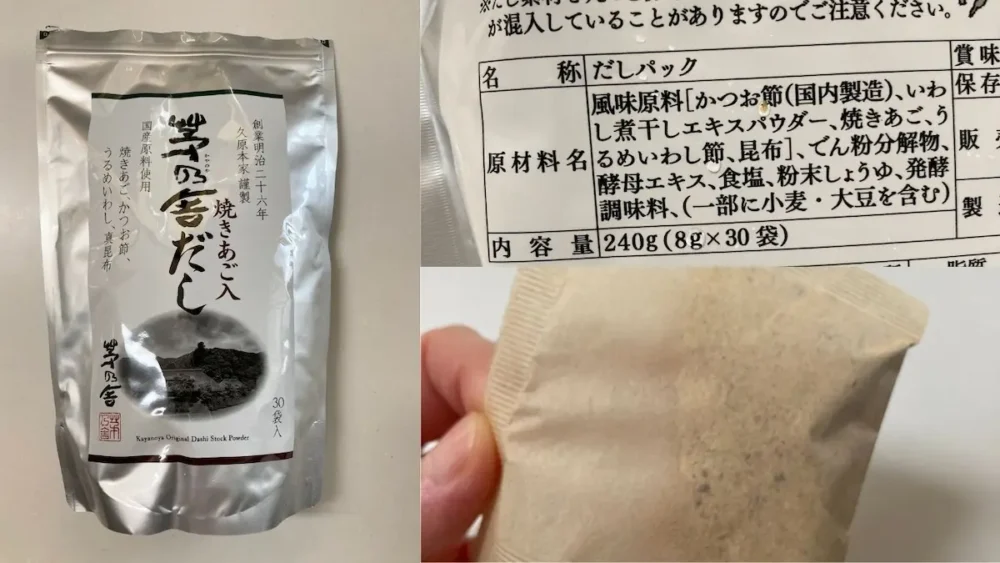 創業明治二十六年
久原本家謹製
茅乃舎だし
かやのや
焼きあご入
国産原料使用
焼きあご、かつお節、
うるめいわし、真昆布
茅乃舎
30袋入
Kayanoya Original Dashi Stock Powder
が混入していることがありますのでご注意ください。
名称 だしパック
原材料名 風味原料[かつお節(国内製造)、いわ
し煮干しエキスパウダー、焼きあご、う
るめいわし節、昆布]、でん粉分解物、
酵母エキス、食塩、粉末しょうゆ、発酵
調味料、(一部に小麦・大豆を含む)
内容量 240g(8g×30袋)
賞味
保存
販売
製